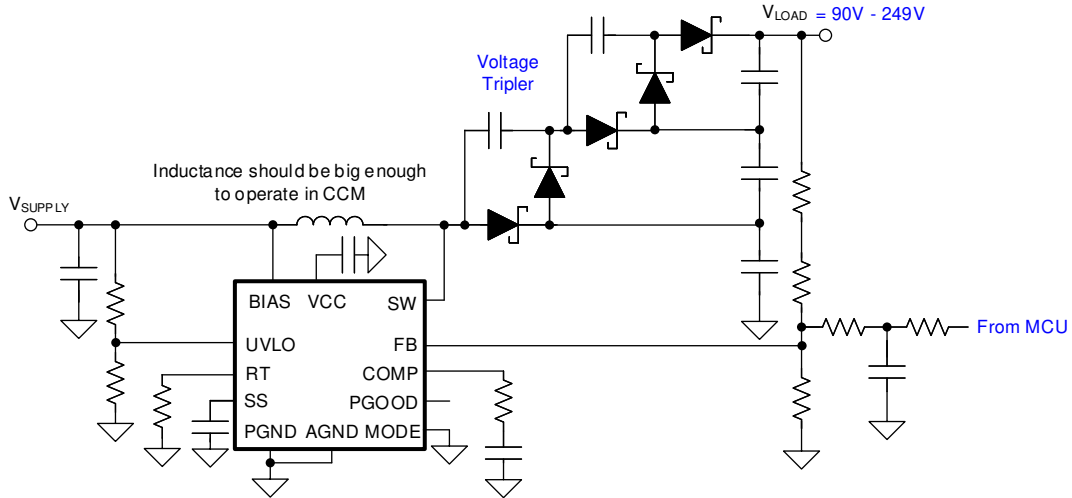 VLOAD = 90V - 249V
Voltage
Tripler
Inductance should be big enough
to operate in CCM
VSUPPLY
BIAS VCC SW
UVLO FB
RT COMP
SS PGOOD
PGND AGND MODE
From MCU